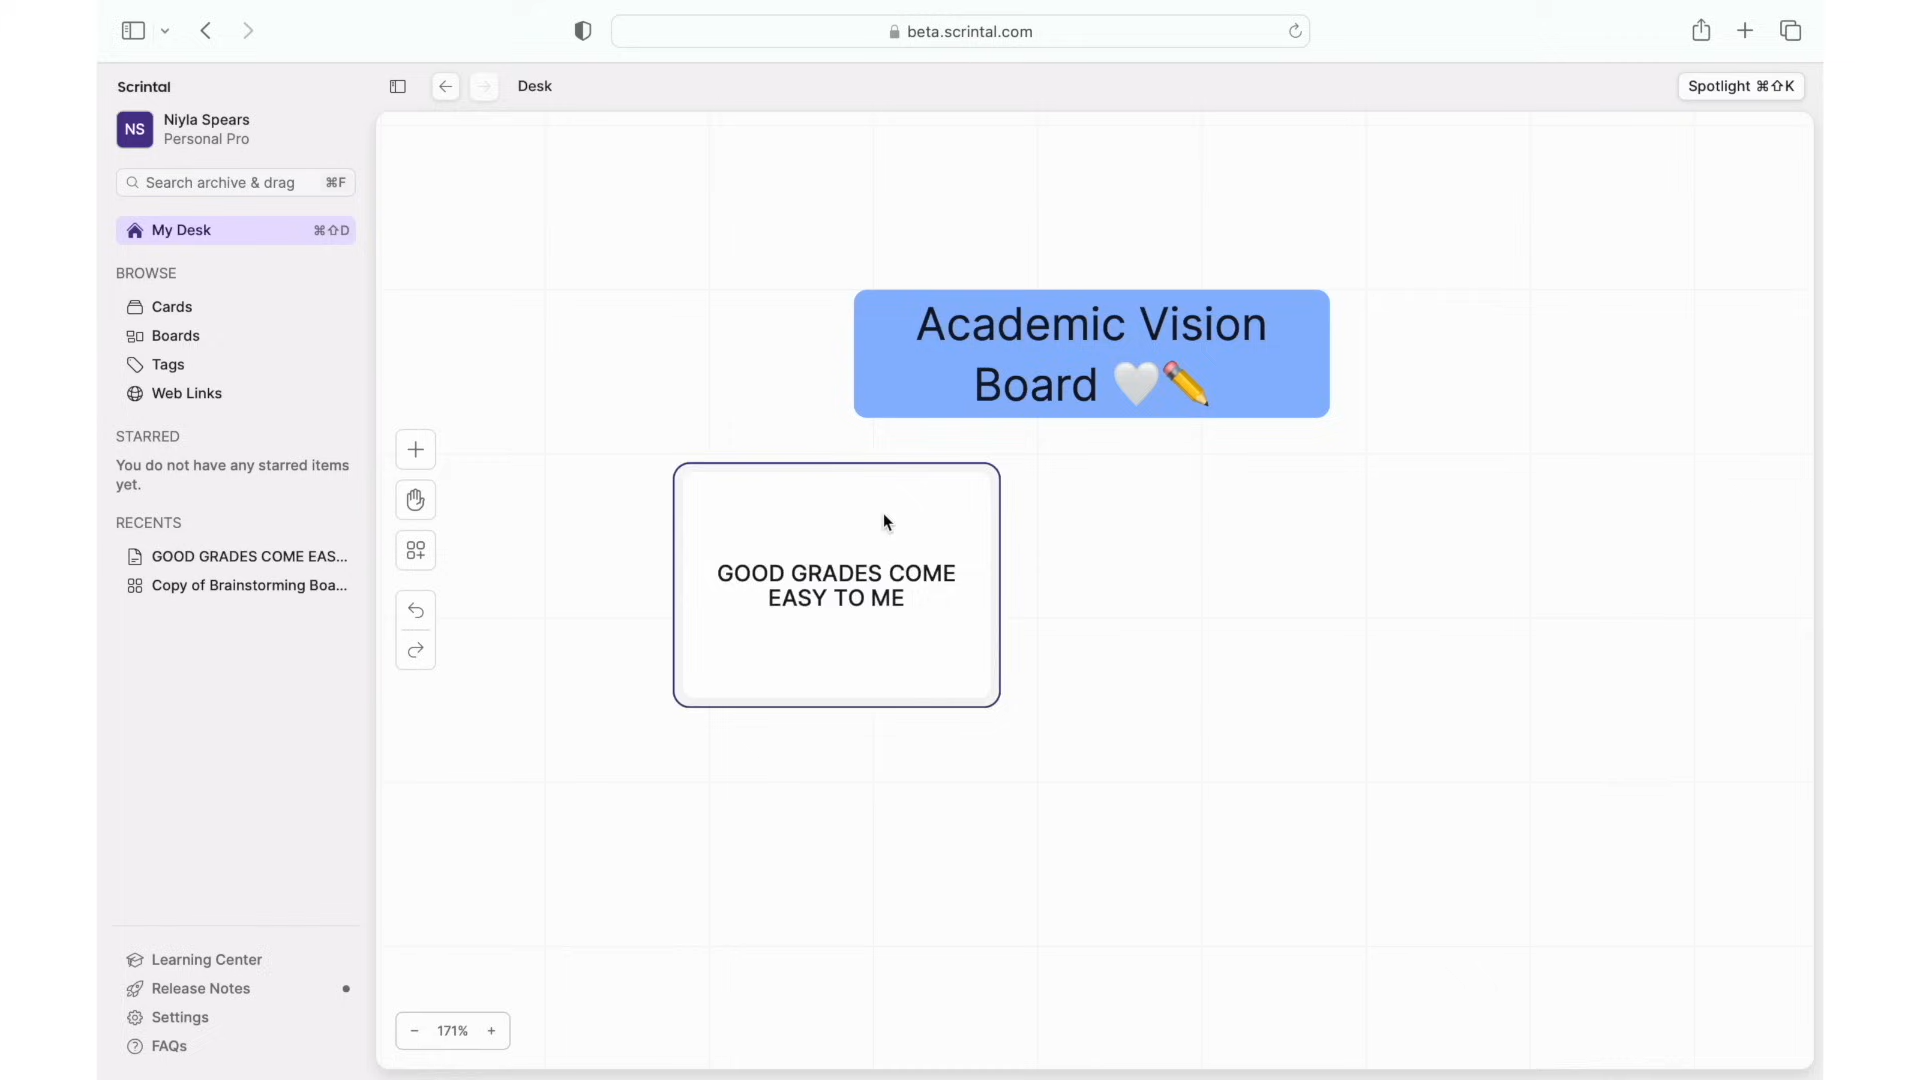 beta.scrintal.com
Scrintal
Desk
Spotlight ⌘⇧K
NS
Niyla Spears
Personal Pro
Search archive & drag ⌘F
My Desk ⌘⇧D
BROWSE
Cards
Boards
Tags
Web Links
STARRED
You do not have any starred items
yet.
RECENTS
GOOD GRADES COME EAS...
Copy of Brainstorming Boa...
Learning Center
Release Notes
Settings
FAQs
Academic Vision
Board 🤍✏️
GOOD GRADES COME
EASY TO ME
− 171% +